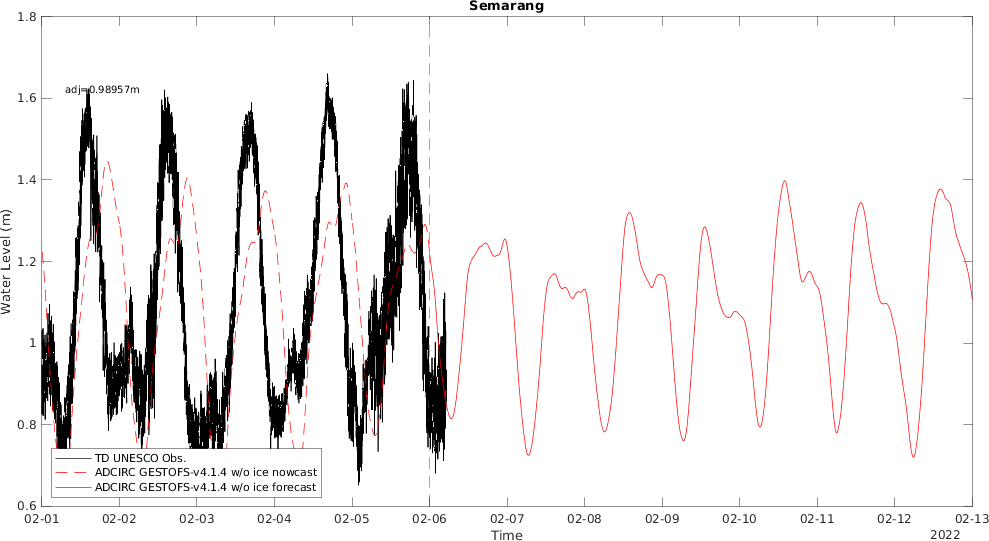 Semarang
1.8
1.6
1.4
1.2
1
0.8
0.6
Water Level (m)
adj=0.98957m
TD UNESCO Obs.
ADCIRC GESTOFS-v4.1.4 w/o ice nowcast
ADCIRC GESTOFS-v4.1.4 w/o ice forecast
02-01 02-02 02-03 02-04 02-05 02-06 02-07 02-08 02-09 02-10 02-11 02-12 02-13
Time
2022